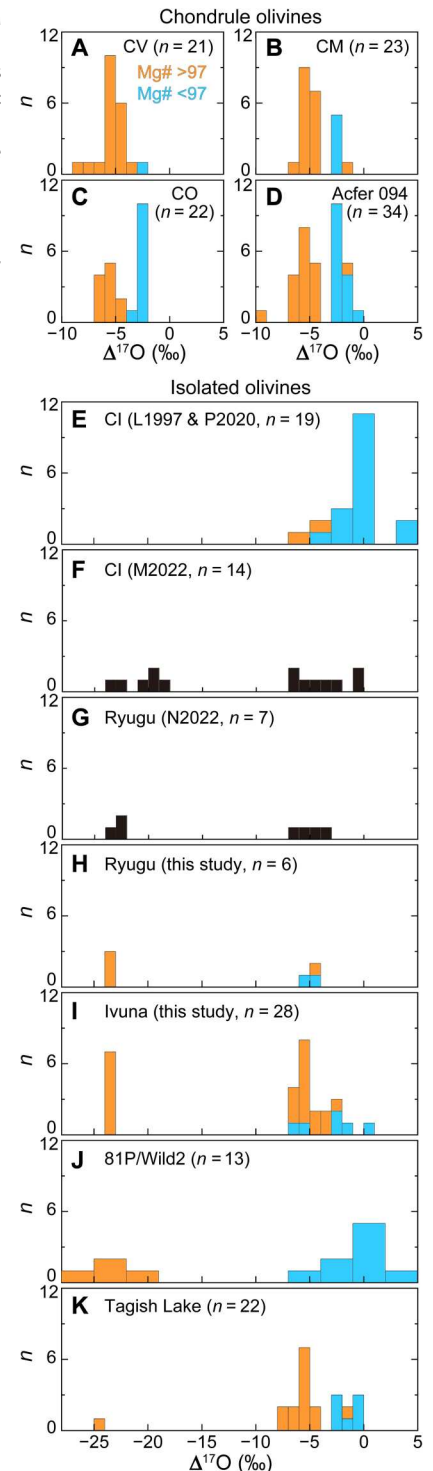 Chondrule olivines
12
A CV (n = 21)
Mg# >97
Mg# <97
B CM (n = 23)
n
6
0
12
C CO
(n = 22)
D Acfer 094
(n = 34)
n
6
6
0
0
−10 −5 0 5 −10 −5 0 5
Δ17O (‰) Δ17O (‰)
Isolated olivines
12
E CI (L1997 & P2020, n = 19)
n
6
0
12
F CI (M2022, n = 14)
n
6
0
12
G Ryugu (N2022, n = 7)
n
6
0
12
H Ryugu (this study, n = 6)
n
6
0
12
I Ivuna (this study, n = 28)
n
6
0
12
J 81P/Wild2 (n = 13)
n
6
0
12
K Tagish Lake (n = 22)
n
6
0
−25 −20 −15 −10 −5 0 5
Δ17O (‰)